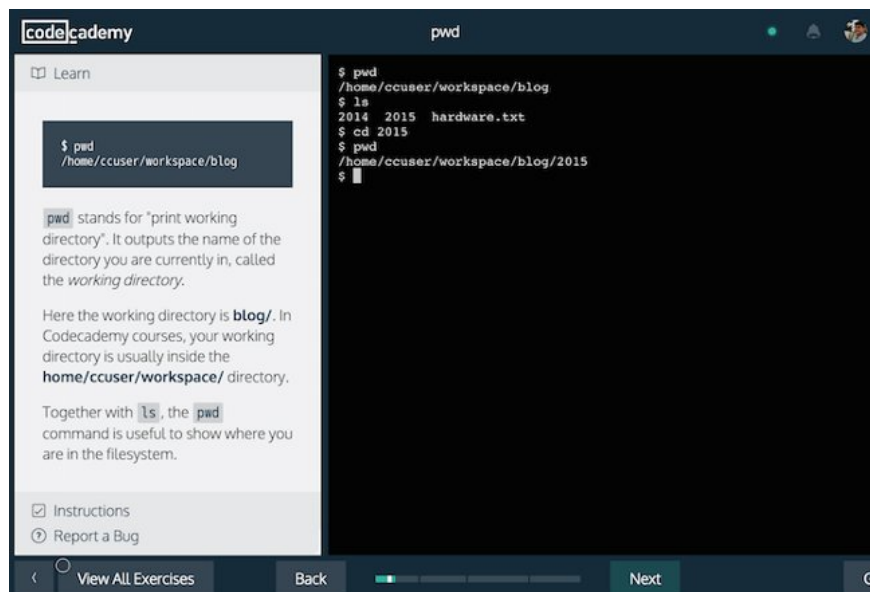 codecademy
pwd
Learn
$ pwd
/home/ccuser/workspace/blog
pwd stands for "print working
directory". It outputs the name of the
directory you are currently in, called
the working directory.
Here the working directory is blog/. In
Codecademy courses, your working
directory is usually inside the
home/ccuser/workspace/ directory.
Together with ls, the pwd
command is useful to show where you
are in the filesystem.
Instructions
Report a Bug
$ pwd
/home/ccuser/workspace/blog
$ ls
2014 2015 hardware.txt
$ cd 2015
$ pwd
/home/ccuser/workspace/blog/2015
$
View All Exercises
Back
Next